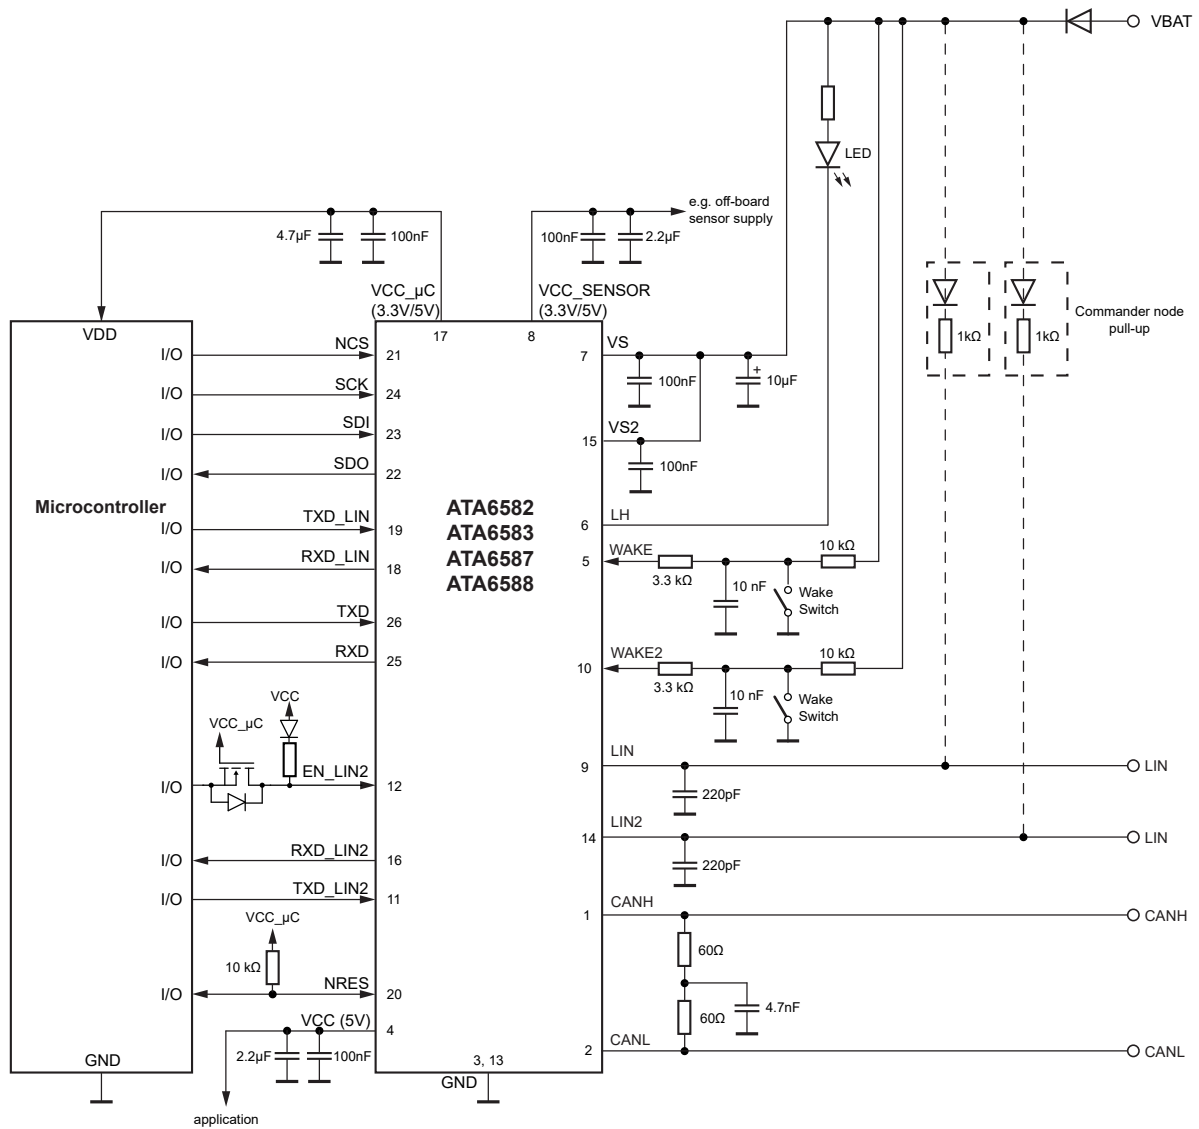 VBAT
LED
e.g. off-board
sensor supply
4.7µF
100nF
100nF
2.2µF
VCC_µC
(3.3V/5V)
VCC_SENSOR
(3.3V/5V)
Commander node
pull-up
1kΩ
1kΩ
VDD
17
8
I/O
NCS
21
7
VS
100nF
+
10µF
I/O
SCK
24
I/O
SDI
23
15
VS2
I/O
SDO
22
100nF
Microcontroller
ATA6582
ATA6583
ATA6587
ATA6588
I/O
TXD_LIN
19
6
LH
I/O
RXD_LIN
18
5
WAKE
3.3 kΩ
10 kΩ
10 nF
Wake
Switch
I/O
TXD
26
I/O
RXD
25
10
WAKE2
3.3 kΩ
10 kΩ
10 nF
Wake
Switch
VCC
VCC_µC
I/O
EN_LIN2
12
9
LIN
LIN
220pF
14
LIN2
LIN
220pF
I/O
RXD_LIN2
16
I/O
TXD_LIN2
11
1
CANH
CANH
VCC_µC
10 kΩ
60Ω
I/O
NRES
20
60Ω
4.7nF
VCC (5V)
4
2.2µF
100nF
2
CANL
CANL
GND
3, 13
GND
application